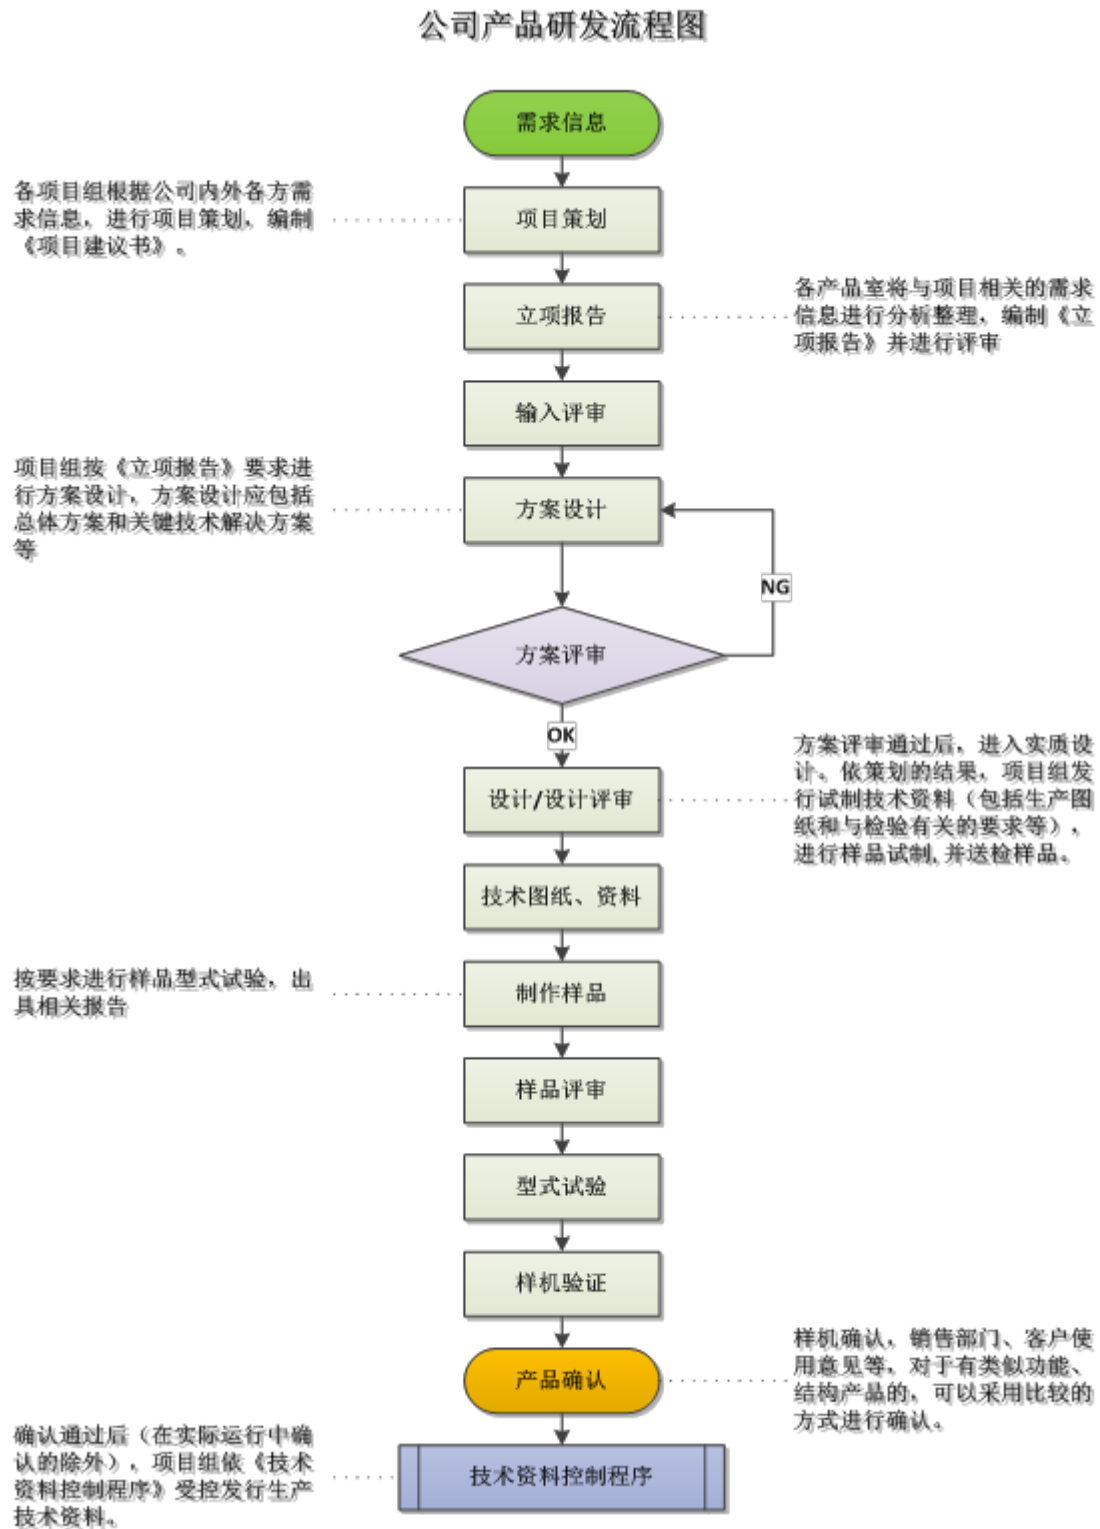 公司产品研发流程图
需求信息
各项目组根据公司内外各方需
求信息，进行项目策划，编制
《项目建议书》。
项目策划
立项报告
各产品室将与项目相关的需求
信息进行分析整理，编制《立
项报告》并进行评审
输入评审
项目组按《立项报告》要求进
行方案设计，方案设计应包括
总体方案和关键技术解决方案
等
方案设计
NG
方案评审
OK
设计/设计评审
方案评审通过后，进入实质设
计。依策划的结果，项目组发
行试制技术资料（包括生产图
纸和与检验有关的要求等），
进行样品试制,并送检样品。
技术图纸、资料
按要求进行样品型式试验，出
具相关报告
制作样品
样品评审
型式试验
样机验证
产品确认
样机确认，销售部门、客户使
用意见等，对于有类似功能、
结构产品的，可以采用比较的
方式进行确认。
确认通过后（在实际运行中确
认的除外），项目组依《技术
资料控制程序》受控发行生产
技术资料。
技术资料控制程序